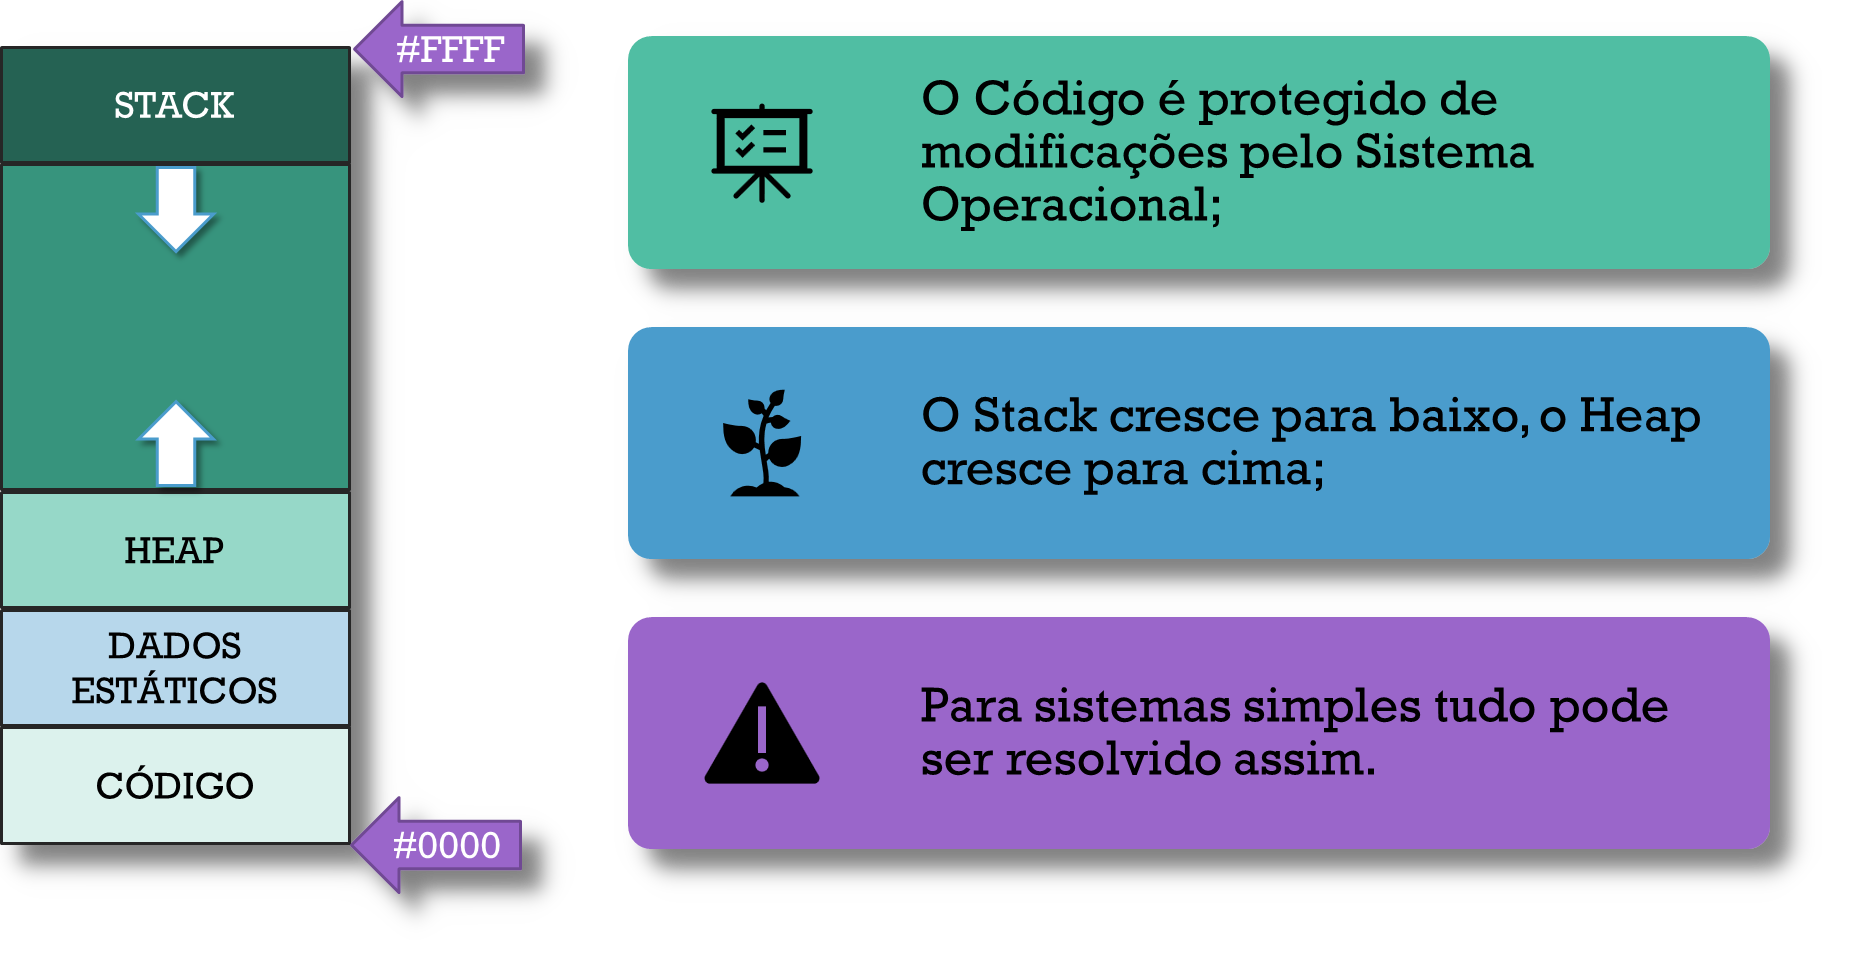 #FFFF
STACK
HEAP
DADOS
ESTÁTICOS
CÓDIGO
#0000
O Código é protegido de
modificações pelo Sistema
Operacional;
O Stack cresce para baixo, o Heap
cresce para cima;
Para sistemas simples tudo pode
ser resolvido assim.